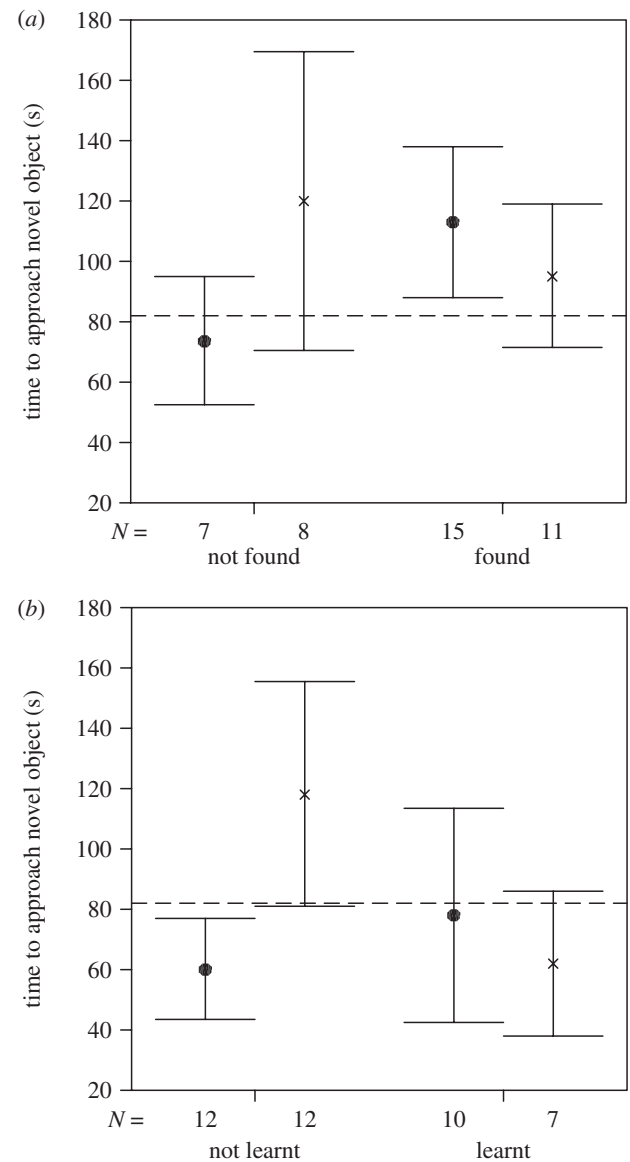 (a)
180
160
140
120
100
80
60
40
20
time to approach novel object (s)
N = 7 8 15 11
not found found
(b)
180
160
140
120
100
80
60
40
20
time to approach novel object (s)
N = 12 12 10 7
not learnt learnt